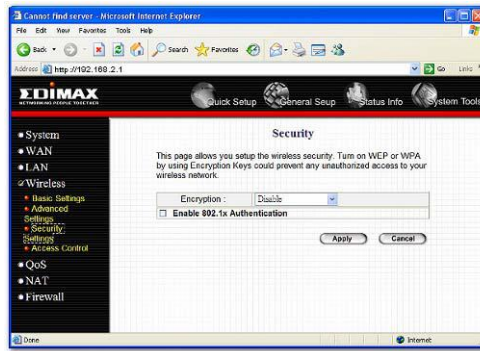 Cannot find server - Microsoft Internet Explorer
File Edit View Favorites Tools Help
Back Search Favorites
Address http://192.168.2.1 Go Links
EDIMAX
NETWORKING PEOPLE TOGETHER
Quick Setup General Seup Status Info System Tools
System
WAN
LAN
Wireless
Basic Settings
Advanced
Settings
Security
Settings
Access Control
QoS
NAT
Firewall
Security
This page allows you setup the wireless security. Turn on WEP or WPA
by using Encryption Keys could prevent any unauthorized access to your
wireless network.
Encryption : Disable
Enable 802.1x Authentication
Apply Cancel
Done Internet